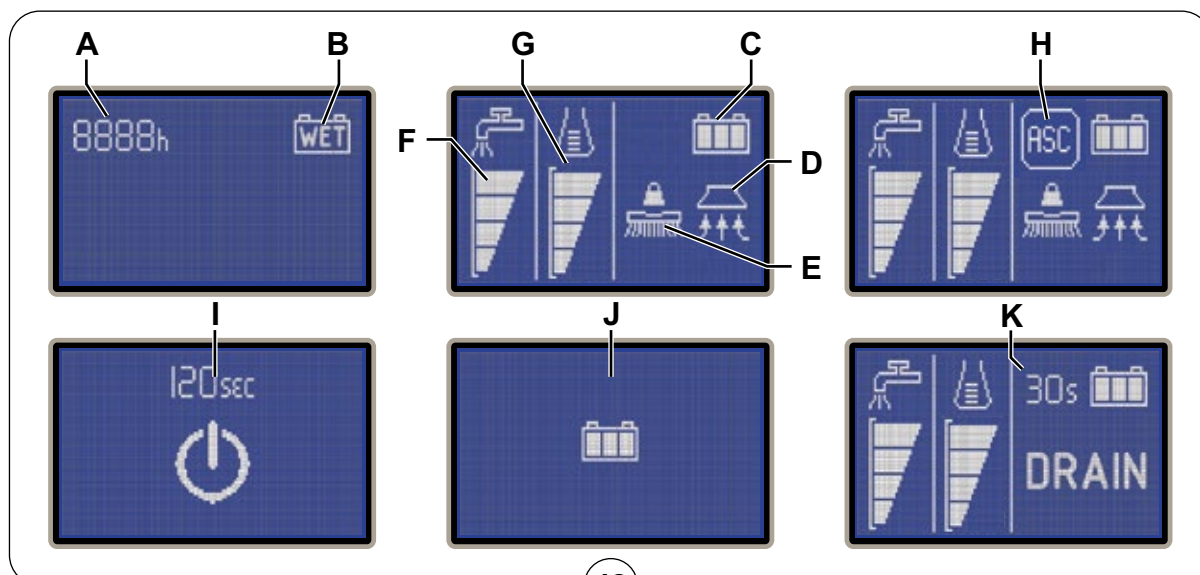 A B G C H
8888h WET
F
D
ASC
E
I J K
120sec
30s
DRAIN